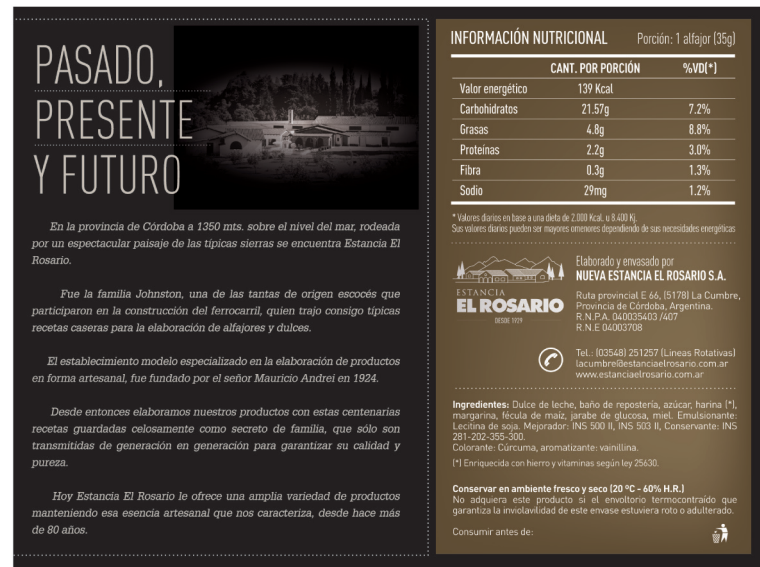 PASADO,
PRESENTE
Y FUTURO
En la provincia de Córdoba a 1350 mts. sobre el nivel del mar, rodeada
por un espectacular paisaje de las típicas sierras se encuentra Estancia El
Rosario.
Fue la familia Johnston, una de las tantas de origen escocés que
participaron en la construcción del ferrocarril, quien trajo consigo típicas
recetas caseras para la elaboración de alfajores y dulces.
El establecimiento modelo especializado en la elaboración de productos
en forma artesanal, fue fundado por el señor Mauricio Andrei en 1924.
Desde entonces elaboramos nuestros productos con estas centenarias
recetas guardadas celosamente como secreto de familia, que sólo son
transmitidas de generación en generación para garantizar su calidad y
pureza.
Hoy Estancia El Rosario le ofrece una amplia variedad de productos
manteniendo esa esencia artesanal que nos caracteriza, desde hace más
de 80 años.
INFORMACIÓN NUTRICIONAL Porción: 1 alfajor (35g)
CANT. POR PORCIÓN %VD(*)
Valor energético 139 Kcal
Carbohidratos 21.57g 7.2%
Grasas 4.8g 8.8%
Proteínas 2.2g 3.0%
Fibra 0.3g 1.3%
Sodio 29mg 1.2%
* Valores diarios en base a una dieta de 2.000 Kcal. u 8.400 Kj.
Sus valores diarios pueden ser mayores omenores dependiendo de sus necesidades energéticas
ESTANCIA
EL ROSARIO
DESDE 1929
Elaborado y envasado por
NUEVA ESTANCIA EL ROSARIO S.A.
Ruta provincial E 66, (5178) La Cumbre,
Provincia de Córdoba, Argentina.
R.N.P.A. 040035403 /407
R.N.E 04003708
Tel.: (03548) 251257 (Líneas Rotativas)
lacumbre@estanciaelrosario.com.ar
www.estanciaelrosario.com.ar
Ingredientes: Dulce de leche, baño de repostería, azúcar, harina (*),
margarina, fécula de maíz, jarabe de glucosa, miel. Emulsionante:
Lecitina de soja. Mejorador: INS 500 II, INS 503 II, Conservante: INS
281-202-355-300.
Colorante: Cúrcuma, aromatizante: vainillina.
(*) Enriquecida con hierro y vitaminas según ley 25630.
Conservar en ambiente fresco y seco (20 ºC - 60% H.R.)
No adquiera este producto si el envoltorio termocontraído que
garantiza la inviolavilidad de este envase estuviera roto o adulterado.
Consumir antes de: